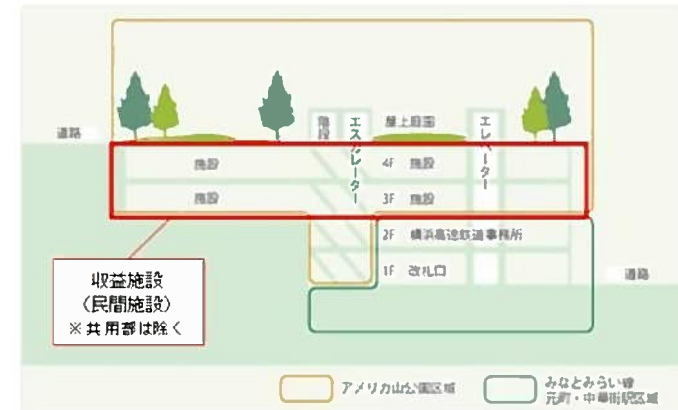 道路
階段
エスカレーター
屋上庭園
エレベーター
施設
4F 施設
施設
3F 施設
2F 横浜高速鉄道事務所
1F 改札口
道路
収益施設
（民間施設）
※共用部は除く
アメリカ山公園区域
みなとみらい線
元町・中華街駅区域